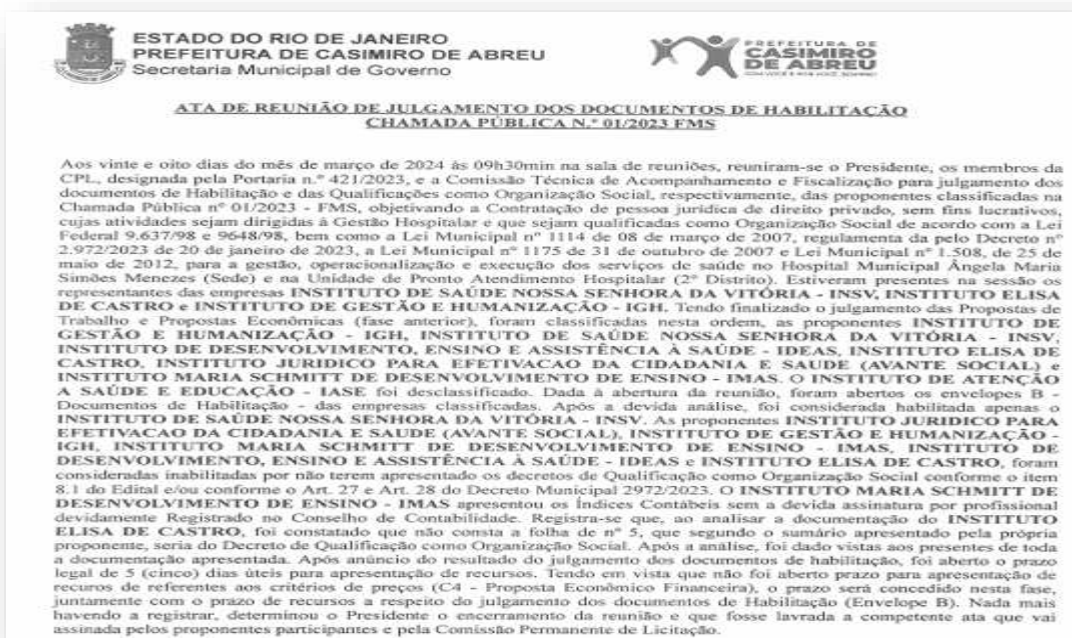 ESTADO DO RIO DE JANEIRO
PREFEITURA DE CASIMIRO DE ABREU
Secretaria Municipal de Governo
PREFEITURA DE
CASIMIRO
DE ABREU
ATA DE REUNIÃO DE JULGAMENTO DOS DOCUMENTOS DE HABILITAÇÃO
CHAMADA PÚBLICA N.º 01/2023 FMS
Aos vinte e oito dias do mês de março de 2024 às 09h30min na sala de reuniões, reuniram-se o Presidente, os membros da
CPL, designada pela Portaria n.º 421/2023, e a Comissão Técnica de Acompanhamento e Fiscalização para julgamento dos
documentos de Habilitação e das Qualificações como Organização Social, respectivamente, das proponentes classificadas na
Chamada Pública nº 01/2023 - FMS, objetivando a Contratação de pessoa jurídica de direito privado, sem fins lucrativos,
cujas atividades sejam dirigidas à Gestão Hospitalar e que sejam qualificadas como Organização Social de acordo com a Lei
Federal 9.637/98 e 9648/98, bem como a Lei Municipal nº 1114 de 08 de março de 2007, regulamenta da pelo Decreto nº
2.972/2023 de 20 de janeiro de 2023, a Lei Municipal nº 1175 de 31 de outubro de 2007 e Lei Municipal nº 1.508, de 25 de
maio de 2012, para a gestão, operacionalização e execução dos serviços de saúde no Hospital Municipal Ângela Maria
Simões Menezes (Sede) e na Unidade de Pronto Atendimento Hospitalar (2º Distrito). Estiveram presentes na sessão os
representantes das empresas INSTITUTO DE SAÚDE NOSSA SENHORA DA VITÓRIA - INSV, INSTITUTO ELISA
DE CASTRO e INSTITUTO DE GESTÃO E HUMANIZAÇÃO - IGH. Tendo finalizado o julgamento das Propostas de
Trabalho e Propostas Econômicas (fase anterior), foram classificadas nesta ordem, as proponentes INSTITUTO DE
GESTÃO E HUMANIZAÇÃO - IGH, INSTITUTO DE SAÚDE NOSSA SENHORA DA VITÓRIA - INSV,
INSTITUTO DE DESENVOLVIMENTO, ENSINO E ASSISTÊNCIA À SAÚDE - IDEAS, INSTITUTO ELISA DE
CASTRO, INSTITUTO JURIDICO PARA EFETIVACAO DA CIDADANIA E SAUDE (AVANTE SOCIAL) e
INSTITUTO MARIA SCHMITT DE DESENVOLVIMENTO DE ENSINO - IMAS. O INSTITUTO DE ATENÇÃO
A SAÚDE E EDUCAÇÃO - IASE foi desclassificado. Dada à abertura da reunião, foram abertos os envelopes B -
Documentos de Habilitação - das empresas classificadas. Após a devida análise, foi considerada habilitada apenas o
INSTITUTO DE SAÚDE NOSSA SENHORA DA VITÓRIA - INSV. As proponentes INSTITUTO JURIDICO PARA
EFETIVACAO DA CIDADANIA E SAUDE (AVANTE SOCIAL), INSTITUTO DE GESTÃO E HUMANIZAÇÃO -
IGH, INSTITUTO MARIA SCHMITT DE DESENVOLVIMENTO DE ENSINO - IMAS, INSTITUTO DE
DESENVOLVIMENTO, ENSINO E ASSISTÊNCIA À SAÚDE - IDEAS e INSTITUTO ELISA DE CASTRO, foram
consideradas inabilitadas por não terem apresentado os decretos de Qualificação como Organização Social conforme o item
8.1 do Edital e/ou conforme o Art. 27 e Art. 28 do Decreto Municipal 2972/2023. O INSTITUTO MARIA SCHMITT DE
DESENVOLVIMENTO DE ENSINO - IMAS apresentou os Índices Contábeis sem a devida assinatura por profissional
devidamente Registrado no Conselho de Contabilidade. Registra-se que, ao analisar a documentação do INSTITUTO
ELISA DE CASTRO, foi constatado que não consta a folha de nº 5, que segundo o sumário apresentado pela própria
proponente, seria do Decreto de Qualificação como Organização Social. Após a análise, foi dado vistas aos presentes de toda
a documentação apresentada. Após anúncio do resultado do julgamento dos documentos de habilitação, foi aberto o prazo
legal de 5 (cinco) dias úteis para apresentação de recursos. Tendo em vista que não foi aberto prazo para apresentação de
recuros de referentes aos critérios de preços (C4 - Proposta Econômico Financeira), o prazo será concedido nesta fase,
juntamente com o prazo de recursos a respeito do julgamento dos documentos de Habilitação (Envelope B). Nada mais
havendo a registrar, determinou o Presidente o encerramento da reunião e que fosse lavrada a competente ata que vai
assinada pelos proponentes participantes e pela Comissão Permanente de Licitação.